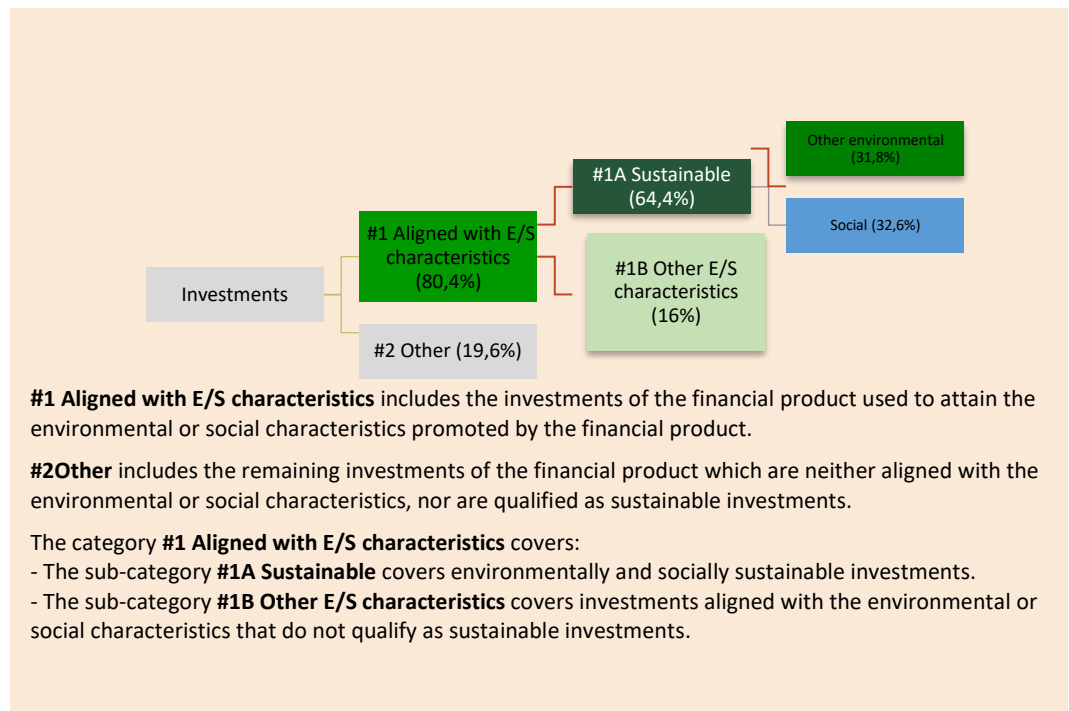 Other environmental
(31,8%)
#1A Sustainable
(64,4%)
Social (32,6%)
#1 Aligned with E/S
characteristics
(80,4%)
#1B Other E/S
characteristics
(16%)
Investments
#2 Other (19,6%)
#1 Aligned with E/S characteristics includes the investments of the financial product used to attain the
environmental or social characteristics promoted by the financial product.
#2Other includes the remaining investments of the financial product which are neither aligned with the
environmental or social characteristics, nor are qualified as sustainable investments.
The category #1 Aligned with E/S characteristics covers:
- The sub-category #1A Sustainable covers environmentally and socially sustainable investments.
- The sub-category #1B Other E/S characteristics covers investments aligned with the environmental or
social characteristics that do not qualify as sustainable investments.